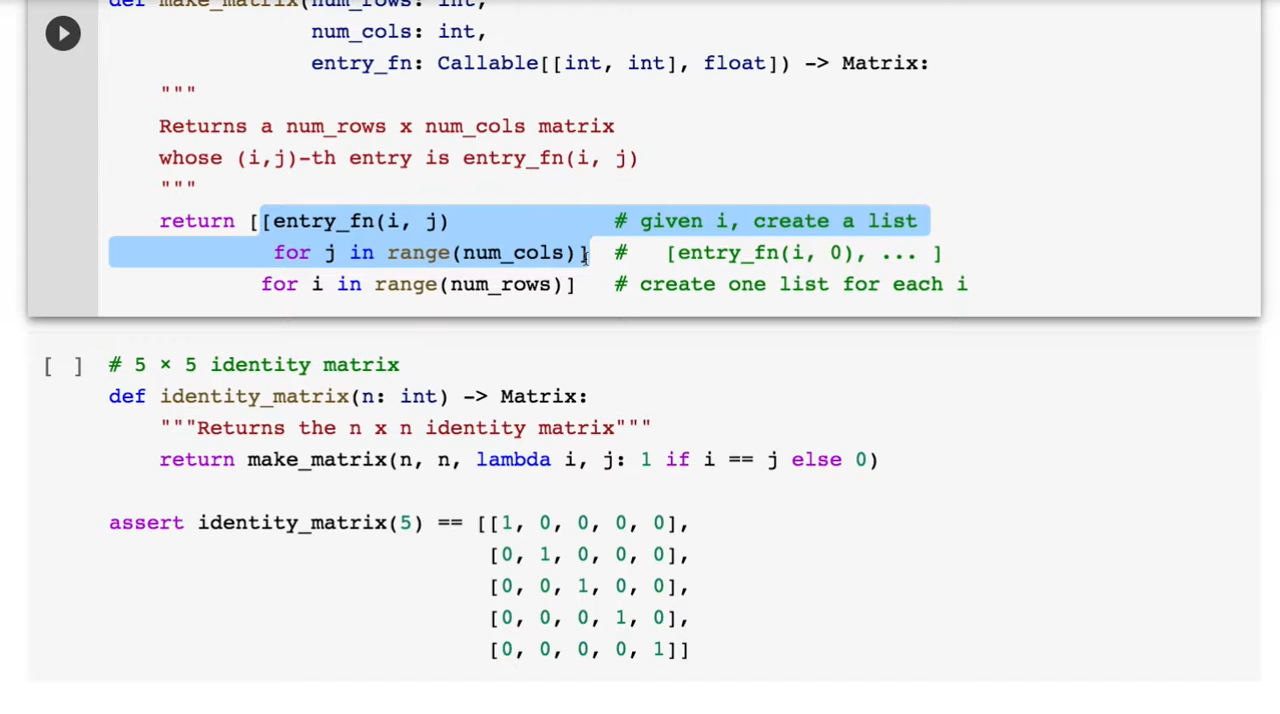 def make_matrix(num_rows: int,
num_cols: int,
entry_fn: Callable[[int, int], float]) -> Matrix:
"""
Returns a num_rows x num_cols matrix
whose (i,j)-th entry is entry_fn(i, j)
"""
return [[entry_fn(i, j) # given i, create a list
for j in range(num_cols)] # [entry_fn(i, 0), ... ]
for i in range(num_rows)] # create one list for each i
[ ] # 5 × 5 identity matrix
def identity_matrix(n: int) -> Matrix:
"""Returns the n x n identity matrix"""
return make_matrix(n, n, lambda i, j: 1 if i == j else 0)
assert identity_matrix(5) == [[1, 0, 0, 0, 0],
[0, 1, 0, 0, 0],
[0, 0, 1, 0, 0],
[0, 0, 0, 1, 0],
[0, 0, 0, 0, 1]]